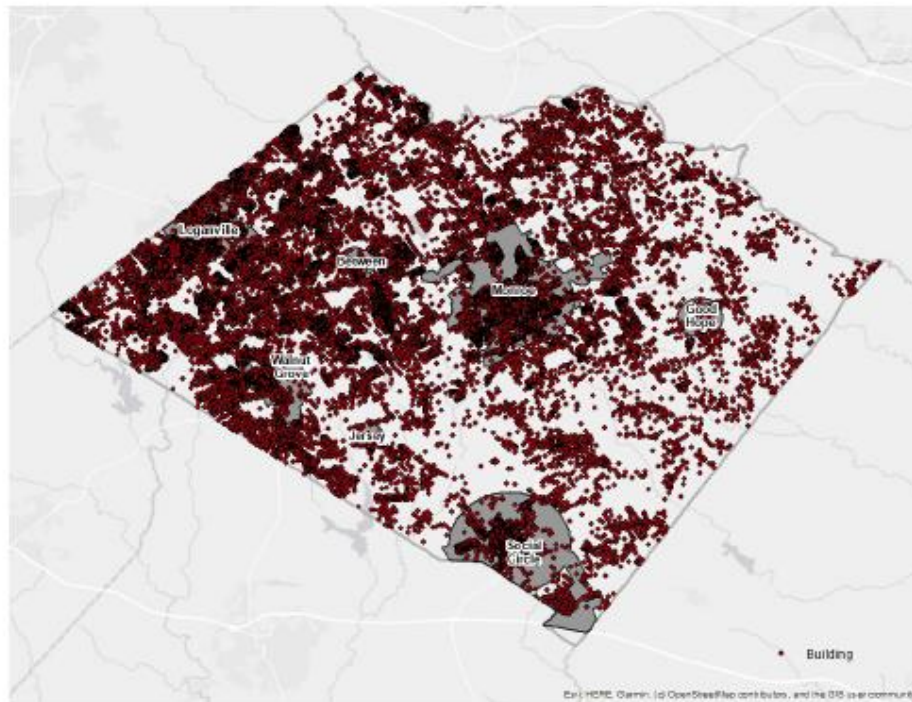 Loganville
Between
Monroe
Good
Hope
Walnut
Grove
Jersey
Social
Circle
Building
Esri, HERE, Garmin, (c) OpenStreetMap contributors, and the GIS user communit